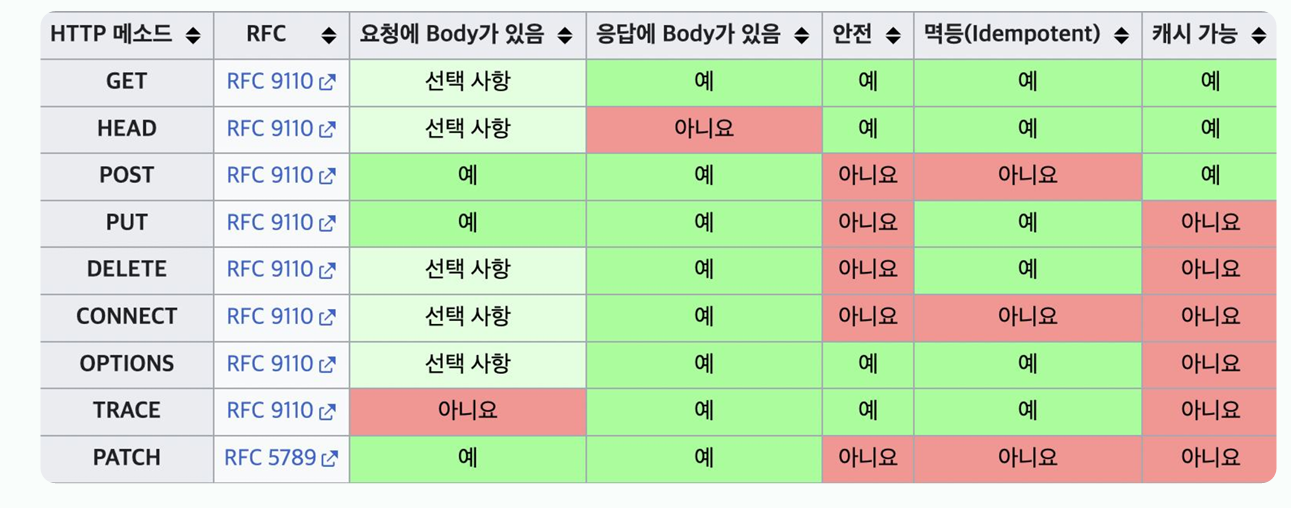 HTTP 메소드 RFC 요청에 Body가 있음 응답에 Body가 있음 안전 멱등(Idempotent) 캐시 가능
GET RFC 9110 선택 사항 예 예 예 예
HEAD RFC 9110 선택 사항 아니요 예 예 예
POST RFC 9110 예 예 아니요 아니요 예
PUT RFC 9110 예 예 아니요 예 아니요
DELETE RFC 9110 선택 사항 예 아니요 예 아니요
CONNECT RFC 9110 선택 사항 예 아니요 아니요 아니요
OPTIONS RFC 9110 선택 사항 예 예 예 아니요
TRACE RFC 9110 아니요 예 예 예 아니요
PATCH RFC 5789 예 예 아니요 아니요 아니요